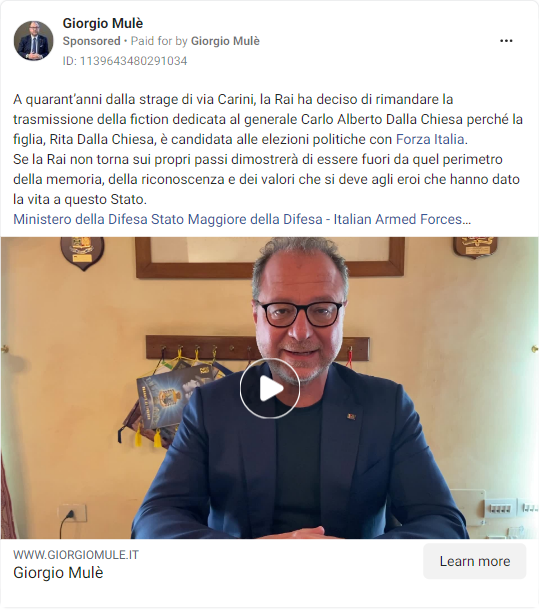 Giorgio Mulè
Sponsored • Paid for by Giorgio Mulè
ID: 1139643480291034
A quarant'anni dalla strage di via Carini, la Rai ha deciso di rimandare la
trasmissione della fiction dedicata al generale Carlo Alberto Dalla Chiesa perché la
figlia, Rita Dalla Chiesa, è candidata alle elezioni politiche con Forza Italia.
Se la Rai non torna sui propri passi dimostrerà di essere fuori da quel perimetro
della memoria, della riconoscenza e dei valori che si deve agli eroi che hanno dato
la vita a questo Stato.
Ministero della Difesa Stato Maggiore della Difesa - Italian Armed Forces...
WWW.GIORGIOMULE.IT
Giorgio Mulè
Learn more